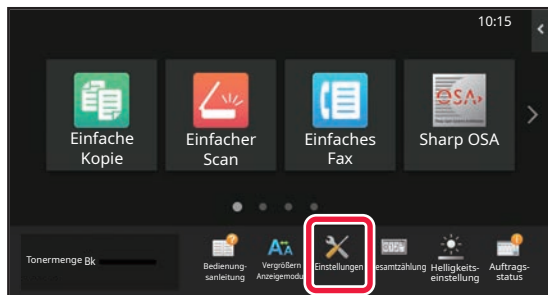 10:15
Einfache
Kopie
Einfacher
Scan
Einfaches
Fax
OSA
Sharp OSA
Tonermenge Bk
Bedienung-
sanleitung
Vergrößern
Anzeigemodu
Einstellungen
esamtzählung
Helligkeits-
einstellung
Auftrags-
status